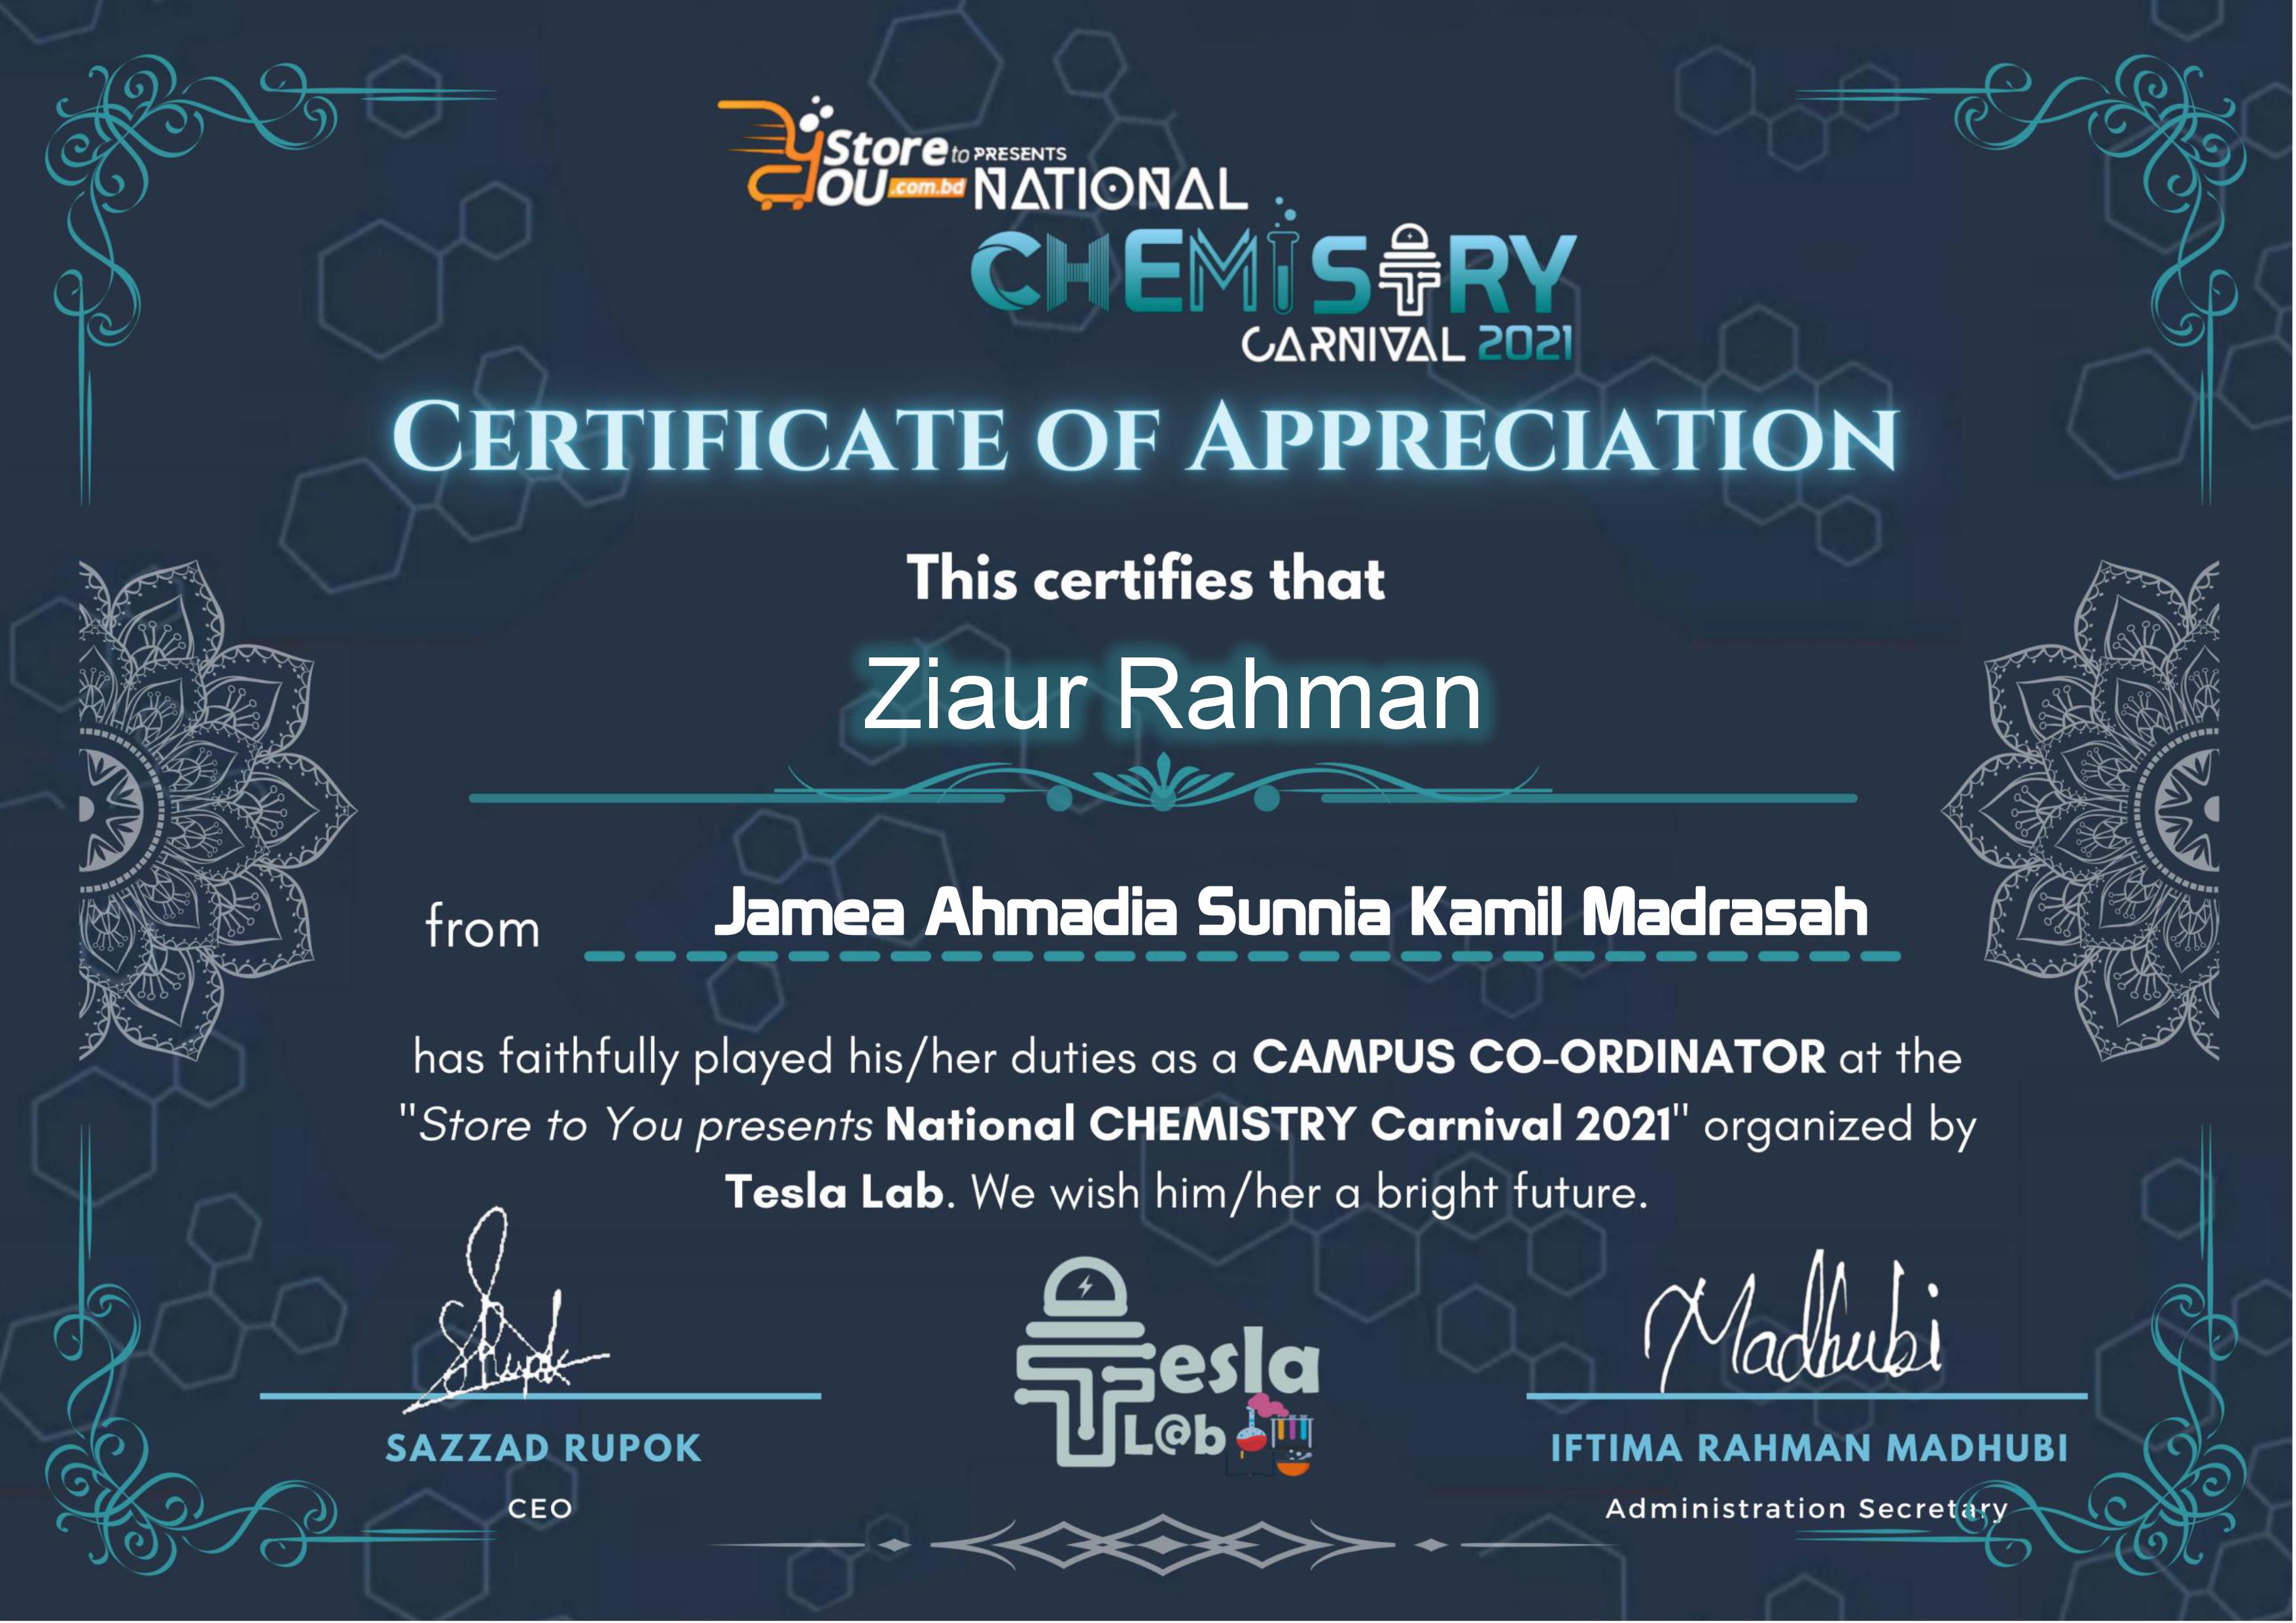 Store to PRESENTS
YOU .com.bd NATIONAL
CHEMISTRY
CARNIVAL 2021
CERTIFICATE OF APPRECIATION
This certifies that
Ziaur Rahman
from Jamea Ahmadia Sunnia Kamil Madrasah
has faithfully played his/her duties as a CAMPUS CO-ORDINATOR at the
"Store to You presents National CHEMISTRY Carnival 2021" organized by
Tesla Lab. We wish him/her a bright future.
SRupok
Madhubi
Tesla
L@b
SAZZAD RUPOK
IFTIMA RAHMAN MADHUBI
CEO
Administration Secretary